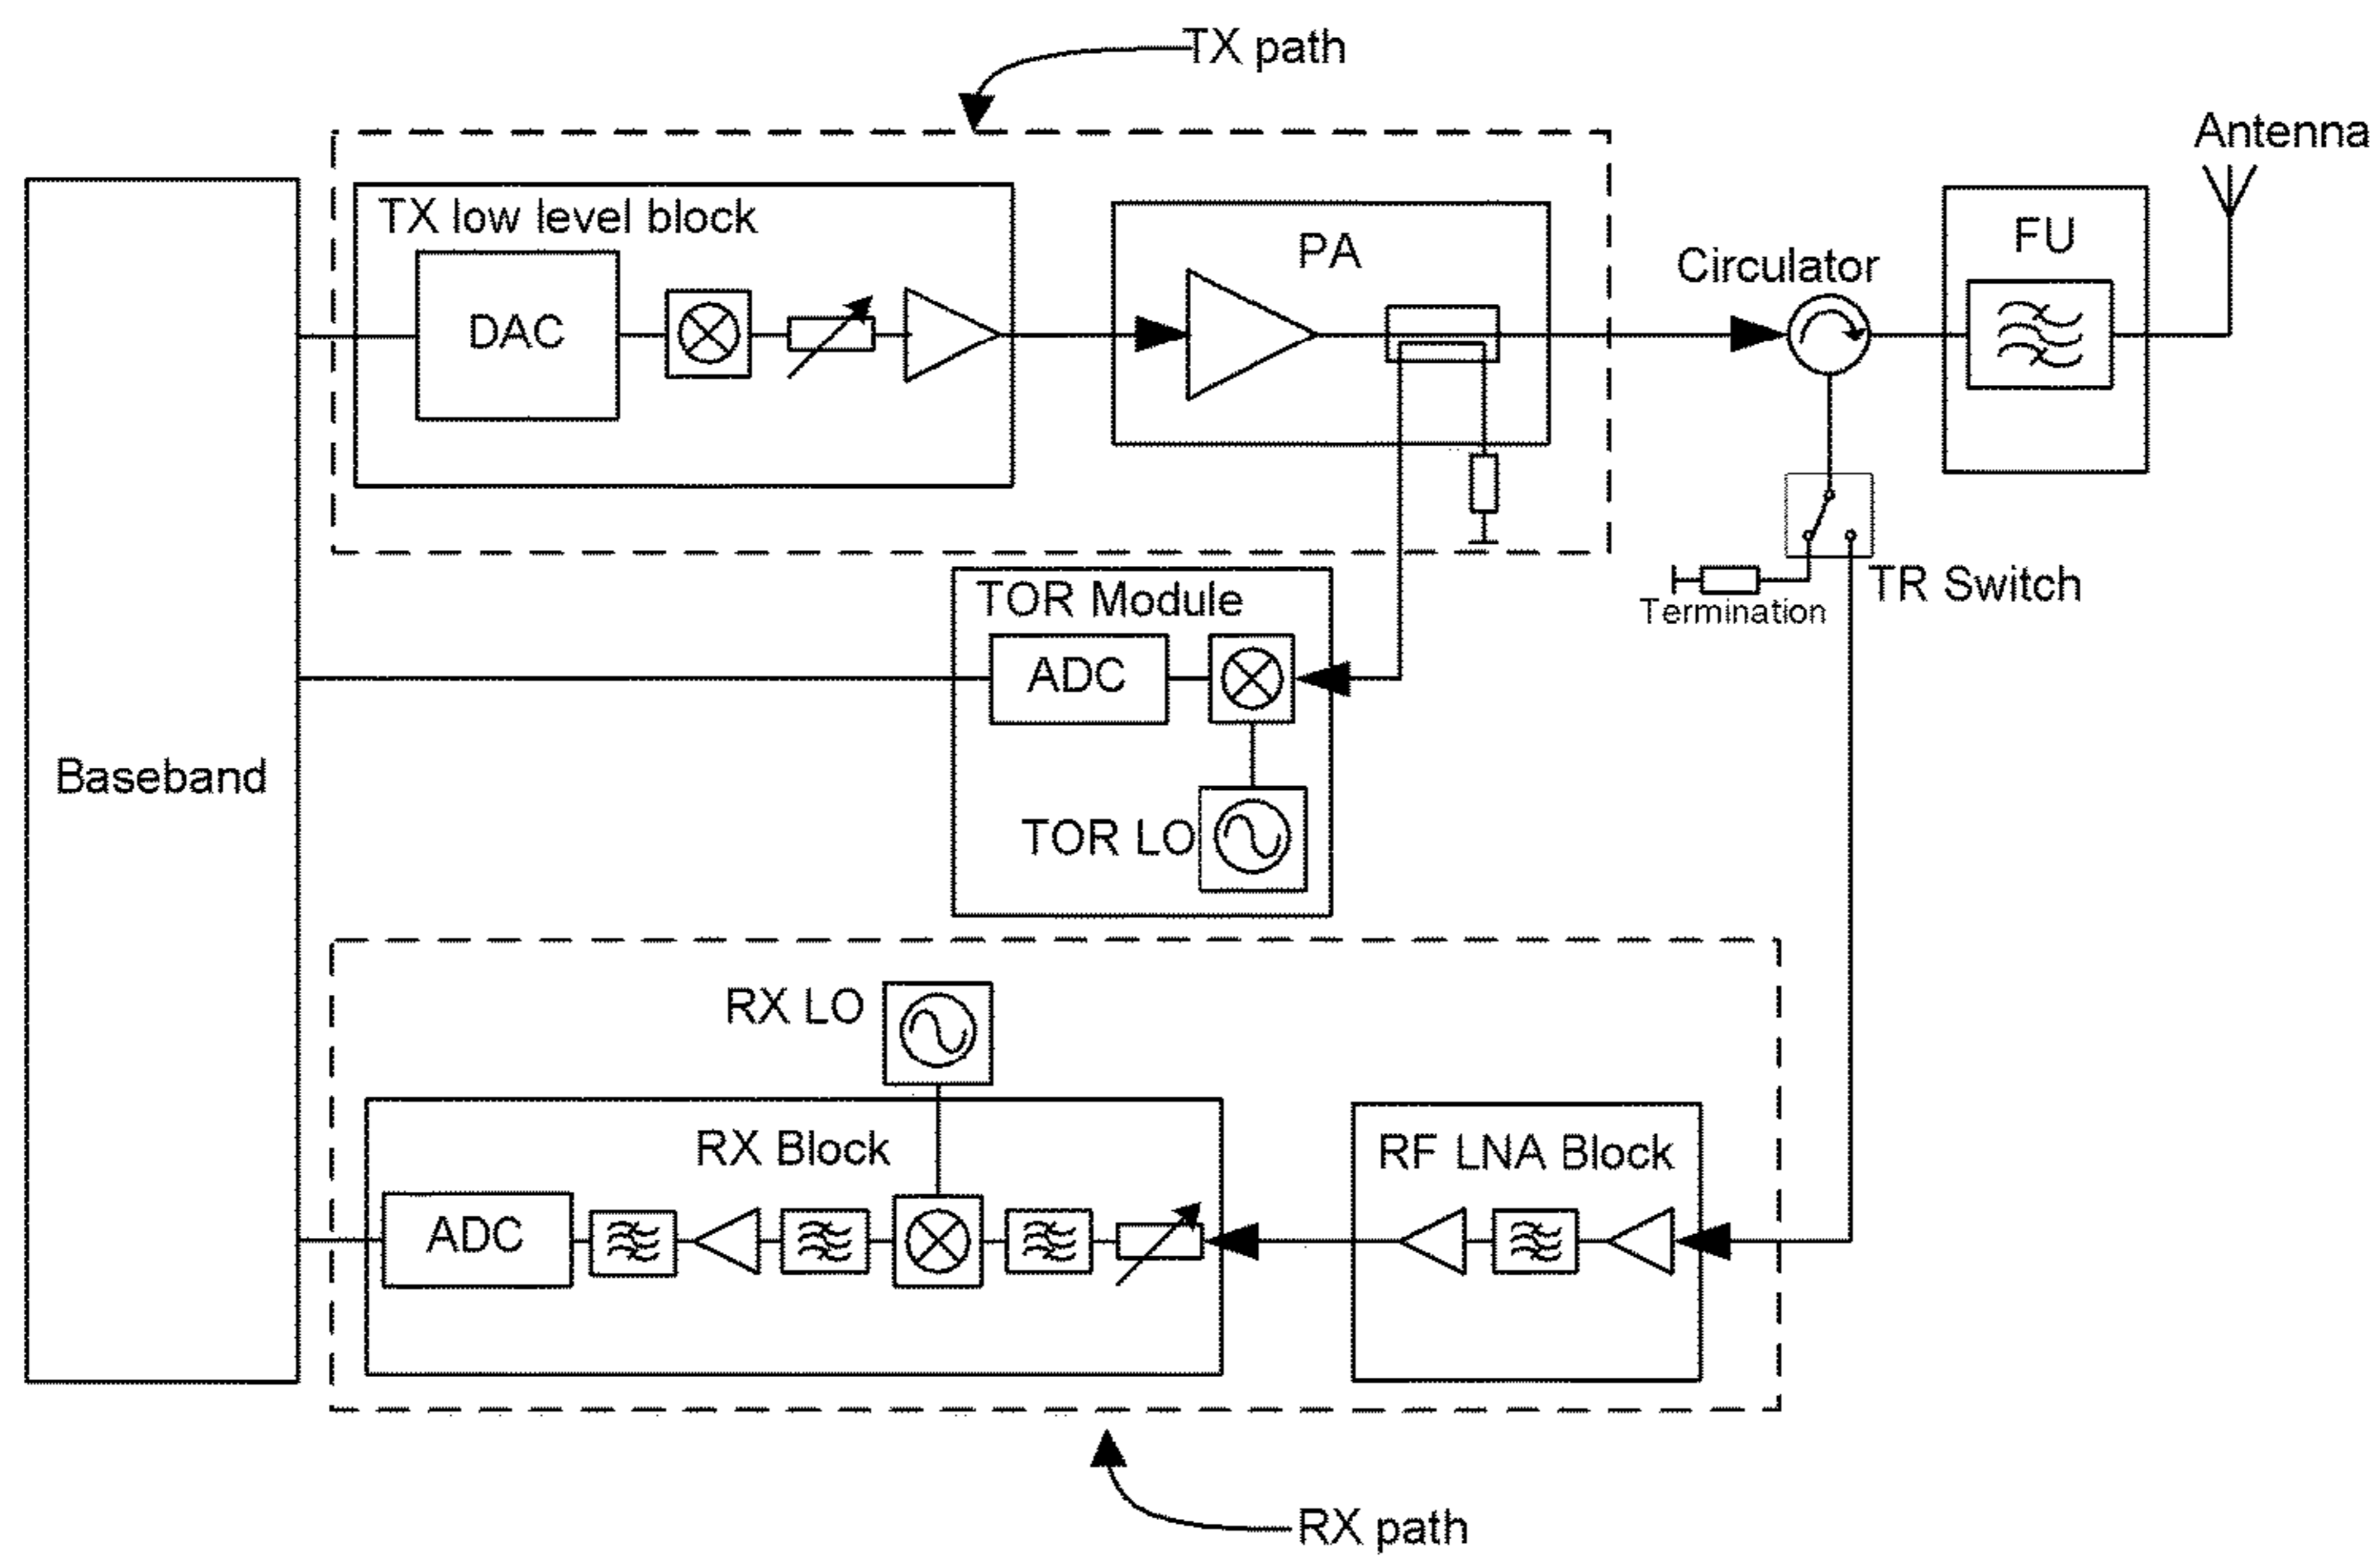 TX path
Antenna
TX low level block
PA
FU
Circulator
DAC
TOR Module
TR Switch
Termination
ADC
Baseband
TOR LO
RX LO
RX Block
RF LNA Block
ADC
RX path